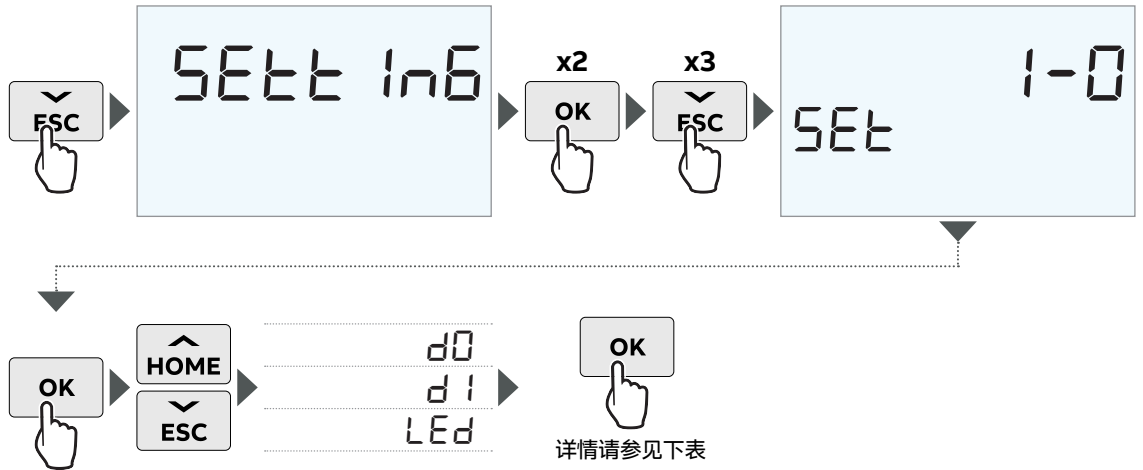 ESC
SEtt InG
x2
OK
x3
ESC
1-0
SEt
OK
HOME
ESC
d0
d1
LEd
OK
详情请参见下表